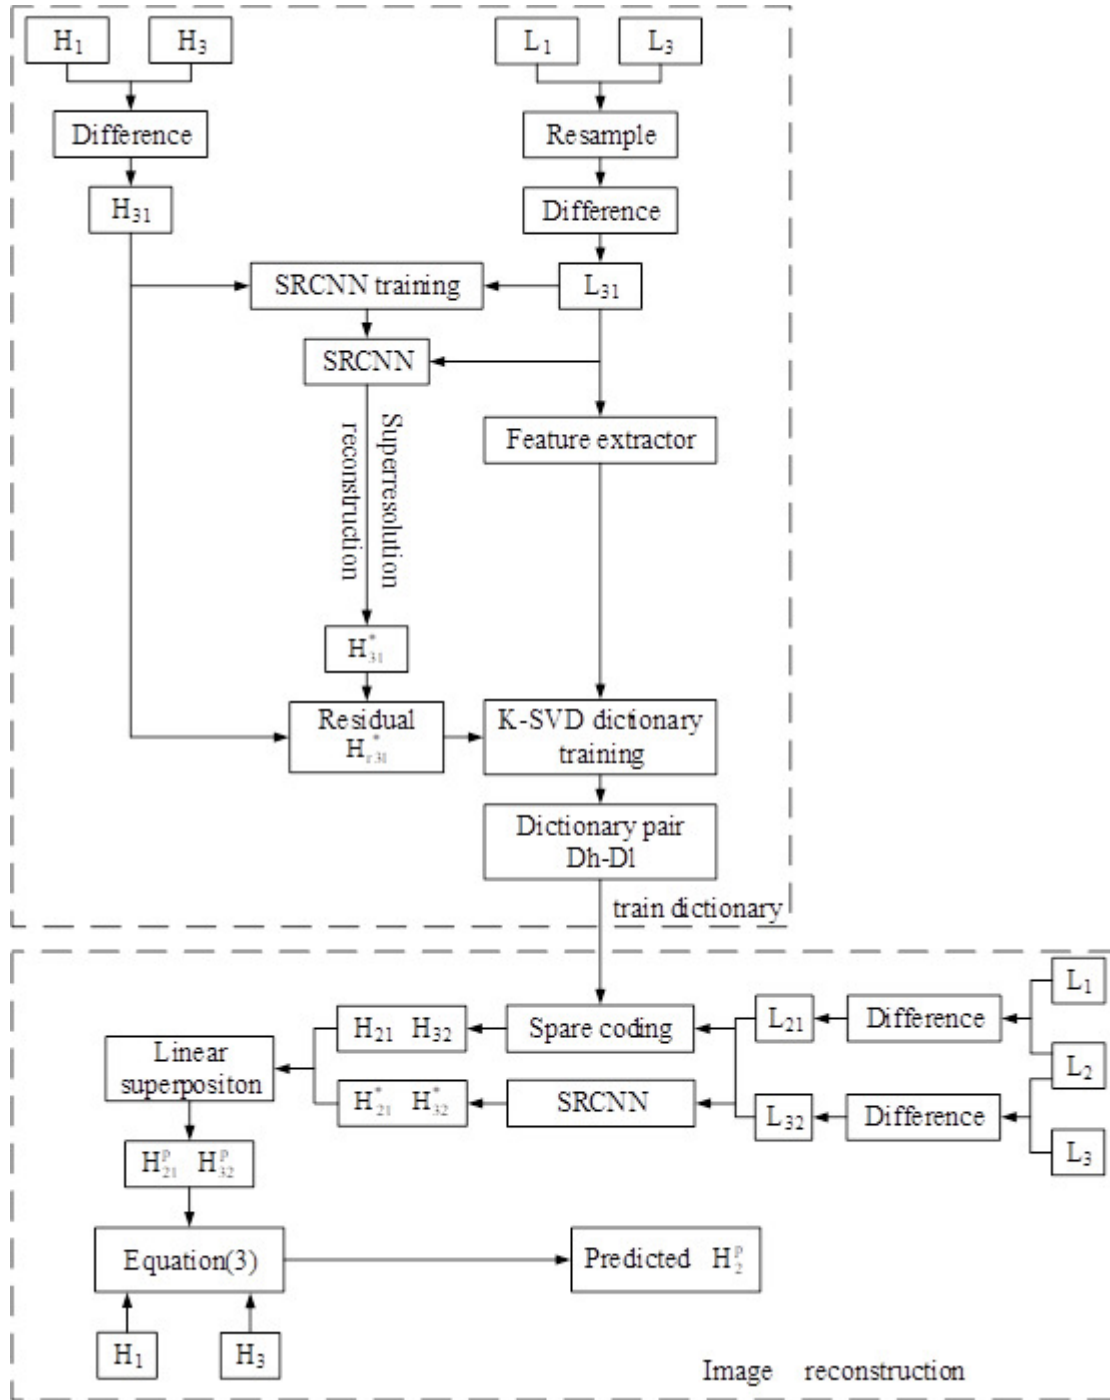 H₁ H₃ L₁ L₃
Difference
Resample
H₃₁
Difference
SRCNN training
L₃₁
SRCNN
Superresolution
reconstruction
Feature extractor
H*₃₁
Residual
H*ᵣ₃₁
K-SVD dictionary
training
Dictionary pair
Dh-Dl
train dictionary
L₁
H₂₁ H₃₂
Spare coding
L₂₁
Difference
Linear
superpositon
L₂
H*₂₁ H*₃₂
SRCNN
L₃₂
Difference
L₃
Hᴾ₂₁ Hᴾ₃₂
Equation(3)
Predicted Hᴾ₂
H₁ H₃
Image reconstruction